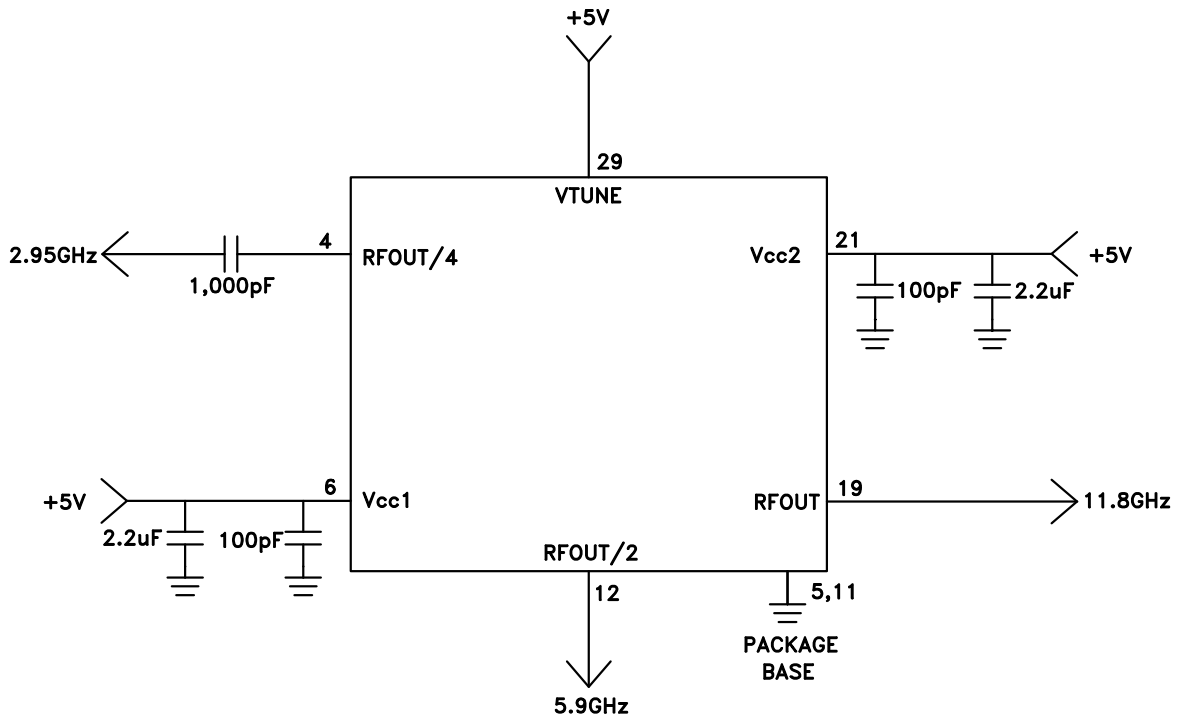 +5V
29
VTUNE
4
2.95GHz
RFOUT/4
1,000pF
21
Vcc2
+5V
100pF
2.2uF
6
+5V
Vcc1
2.2uF
100pF
19
RFOUT
11.8GHz
RFOUT/2
12
5,11
PACKAGE
BASE
5.9GHz